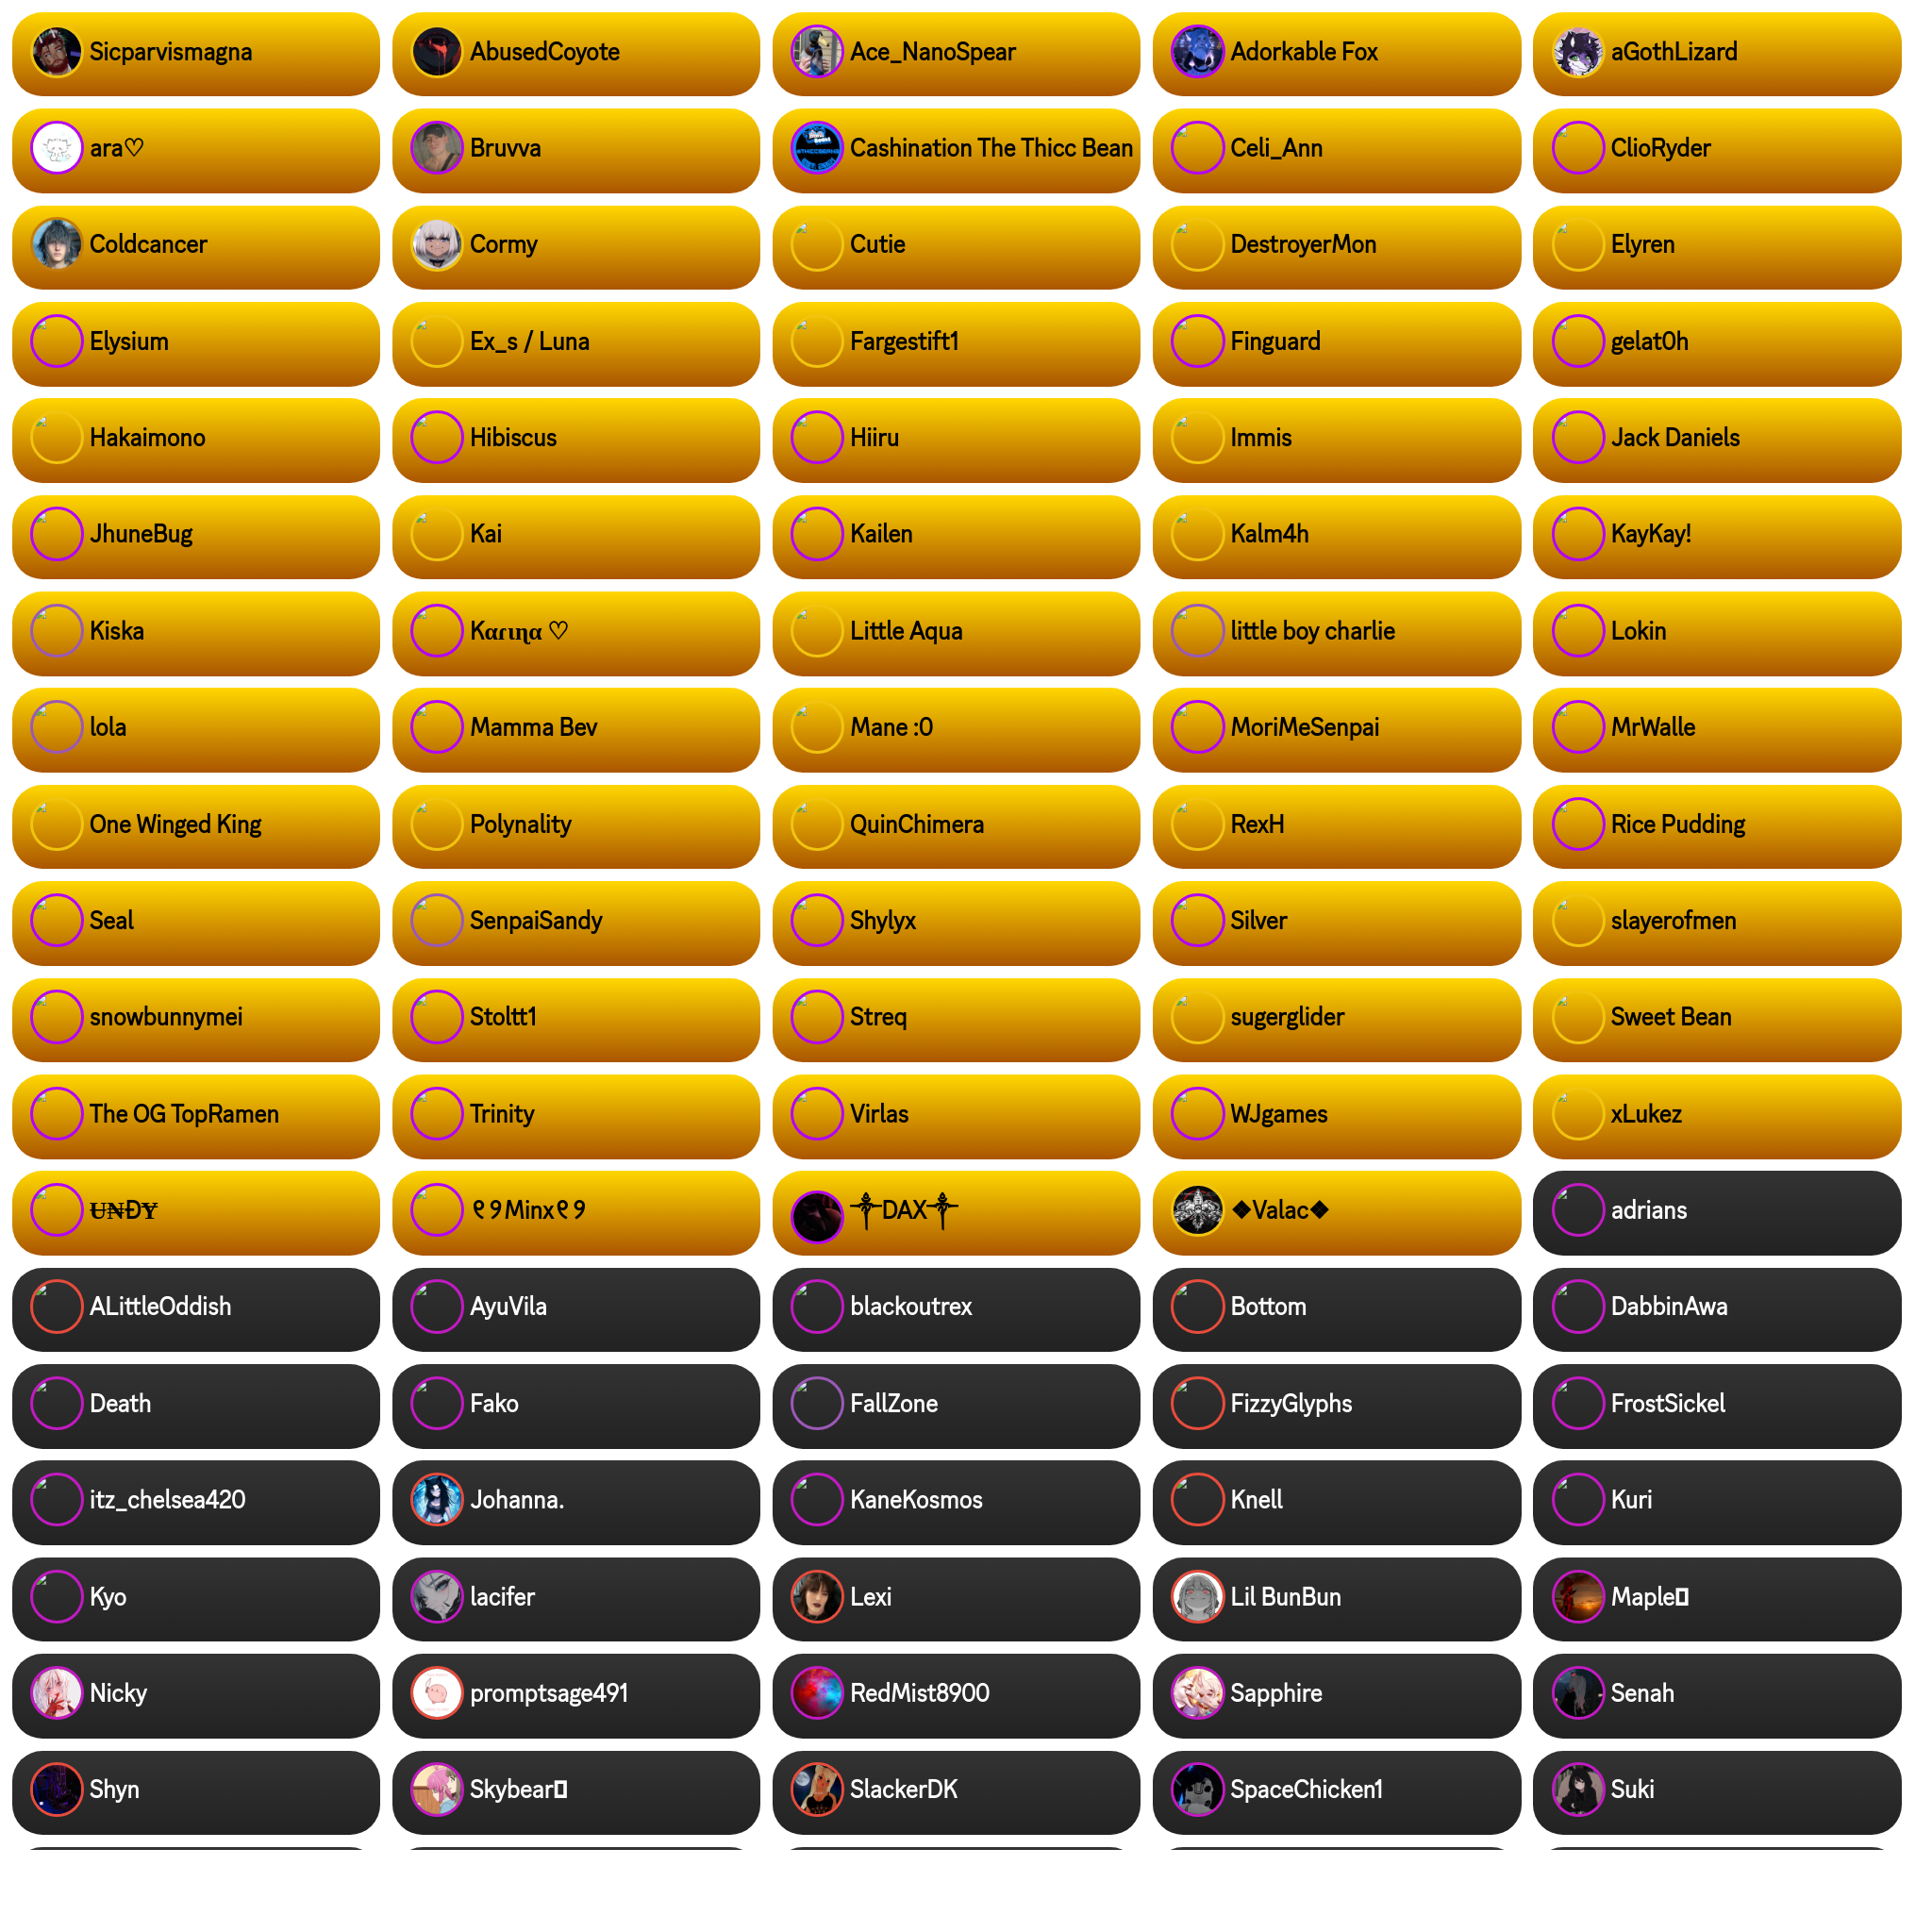 Sicparvismagna
AbusedCoyote
Ace_NanoSpear
Adorkable Fox
aGothLizard
ara♡
Bruvva
Cashination The Thicc Bean
Celi_Ann
ClioRyder
Coldcancer
Cormy
Cutie
DestroyerMon
Elyren
Elysium
Ex_s / Luna
Fargestift1
Finguard
gelat0h
Hakaimono
Hibiscus
Hiiru
Immis
Jack Daniels
JhuneBug
Kai
Kailen
Kalm4h
KayKay!
Kiska
Kαɾιɳα ♡
Little Aqua
little boy charlie
Lokin
lola
Mamma Bev
Mane :0
MoriMeSenpai
MrWalle
One Winged King
Polynality
QuinChimera
RexH
Rice Pudding
Seal
SenpaiSandy
Shylyx
Silver
slayerofmen
snowbunnymei
Stoltt1
Streq
sugerglider
Sweet Bean
The OG TopRamen
Trinity
Virlas
WJgames
xLukez
ɄNĐɎ
୧୨Minx୧୨
༒DAX༒
❖Valac❖
adrians
ALittleOddish
AyuVila
blackoutrex
Bottom
DabbinAwa
Death
Fako
FallZone
FizzyGlyphs
FrostSickel
itz_chelsea420
Johanna.
KaneKosmos
Knell
Kuri
Kyo
lacifer
Lexi
Lil BunBun
Maple
Nicky
promptsage491
RedMist8900
Sapphire
Senah
Shyn
Skybear
SlackerDK
SpaceChicken1
Suki